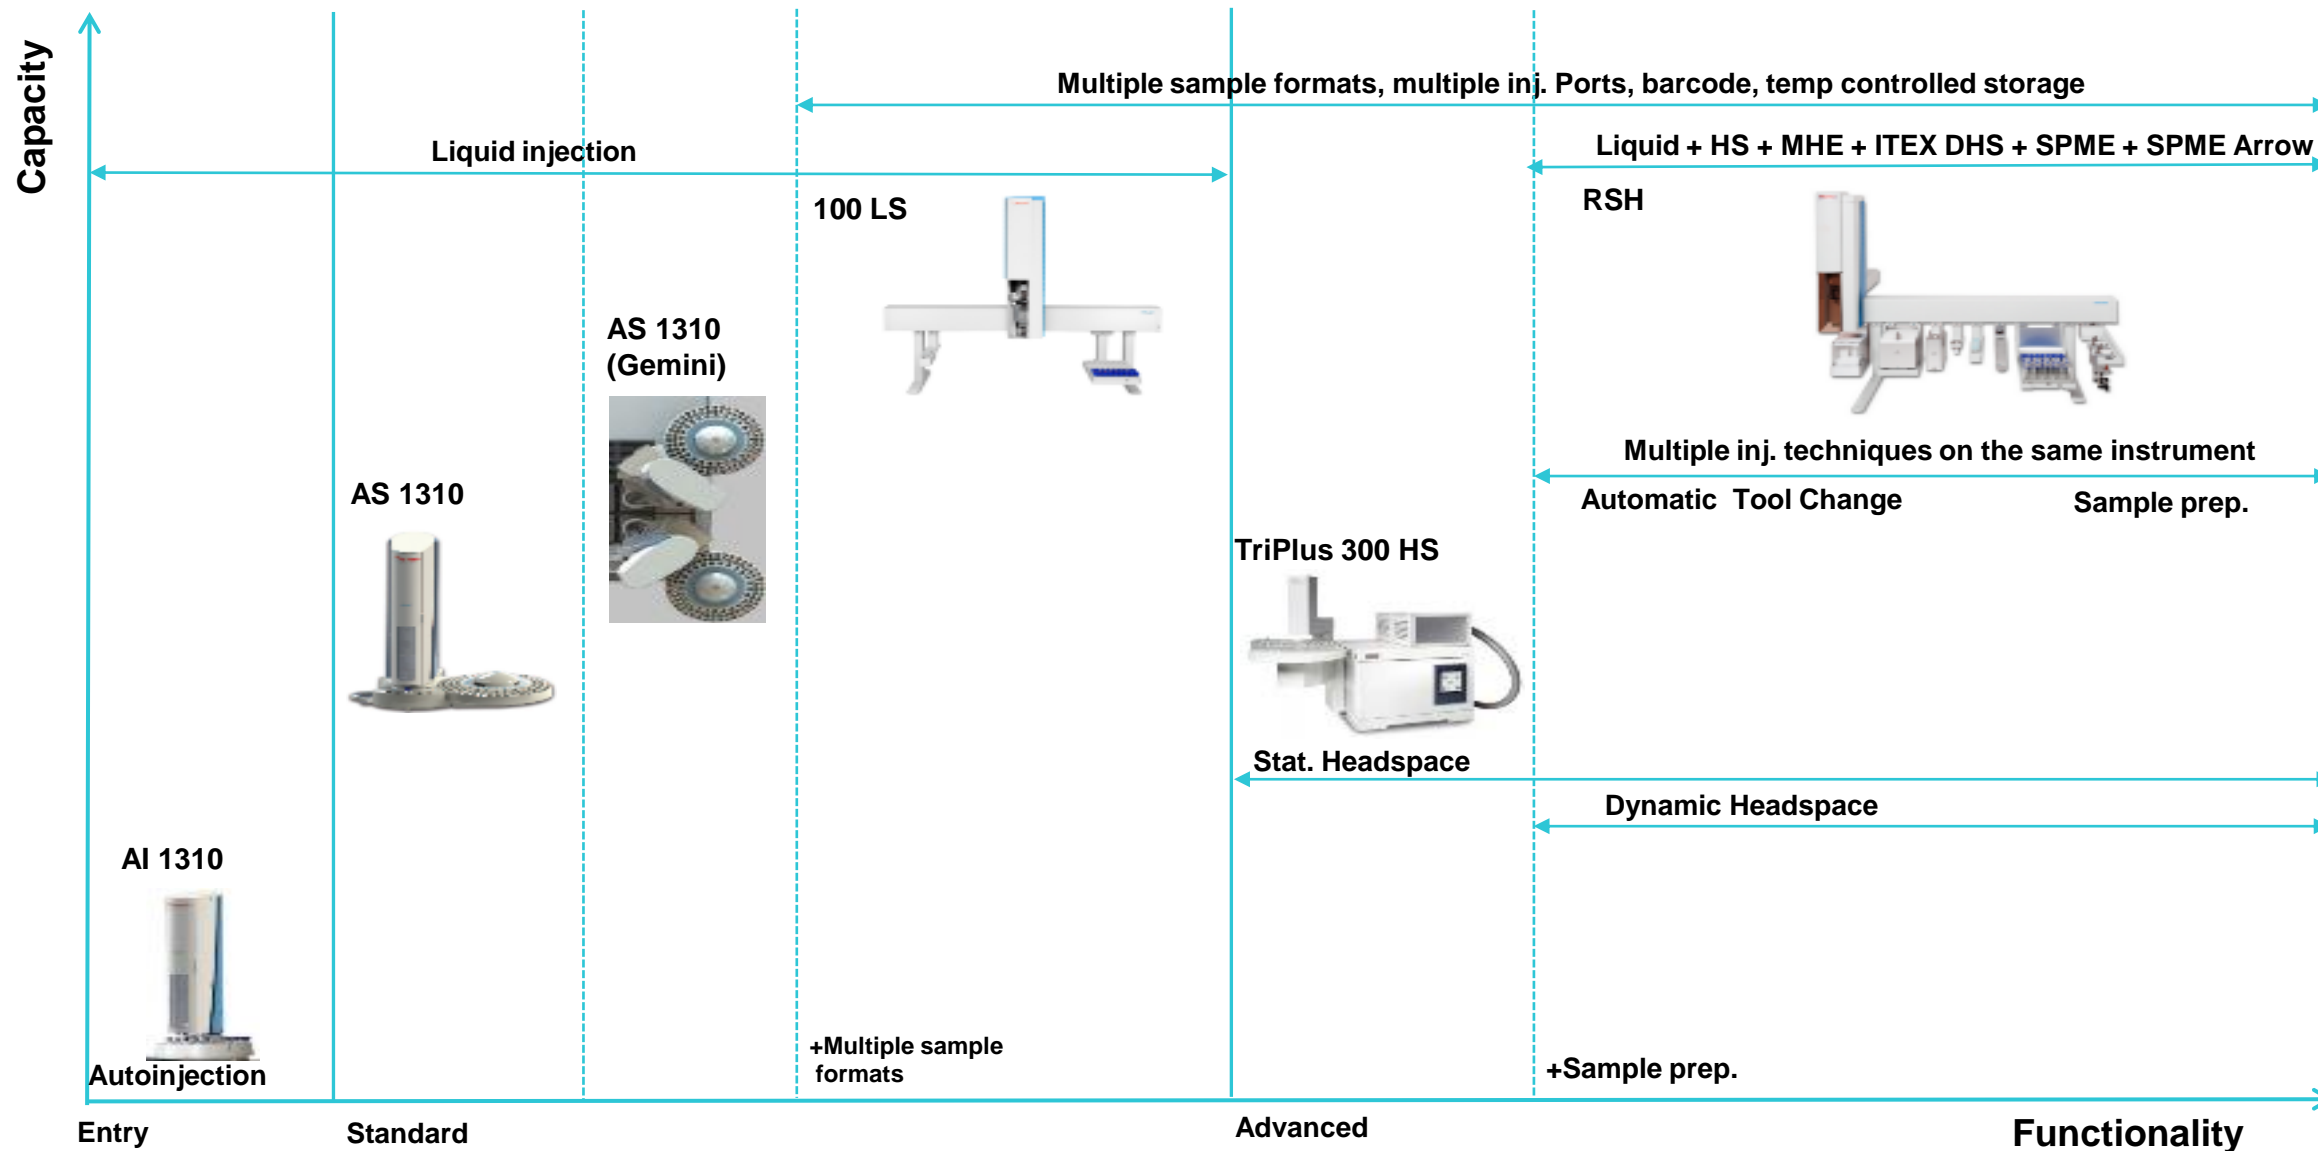 Capacity
Multiple sample formats, multiple inj. Ports, barcode, temp controlled storage
Liquid injection
Liquid + HS + MHE + ITEX DHS + SPME + SPME Arrow
100 LS
RSH
AS 1310
(Gemini)
Multiple inj. techniques on the same instrument
AS 1310
Automatic Tool Change
Sample prep.
TriPlus 300 HS
Stat. Headspace
Dynamic Headspace
AI 1310
+Multiple sample
formats
Autoinjection
+Sample prep.
Entry
Standard
Advanced
Functionality